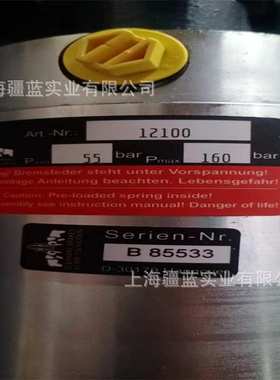 上海疆蓝实业有限公司
Art.-Nr.: 12100
55 bar Pmax 160 bar
Bremsfeder steht unter Vorspannung!
Anleitung beachten. Lebensgefahr!
Caution: Pre-loaded spring inside!
see instruction manual! Danger of life!
Serien-Nr.
B 85533
上海疆蓝实业有限公司